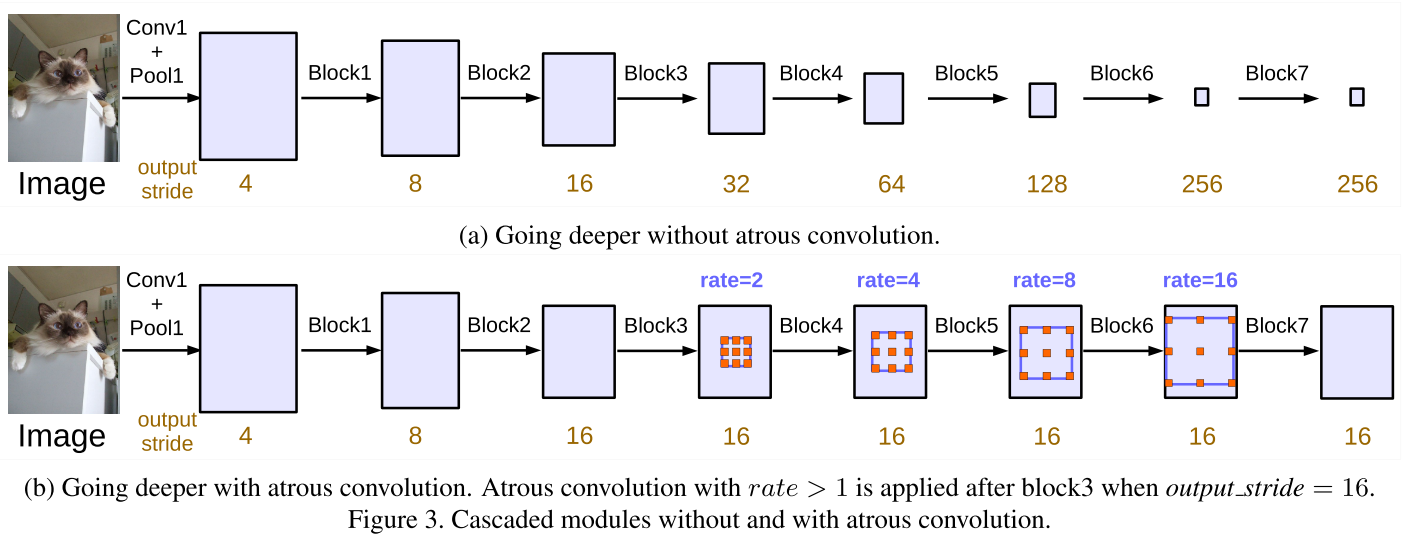 Conv1
+
Pool1
Block1 Block2 Block3 Block4 Block5 Block6 Block7
Image
output
stride
4 8 16 32 64 128 256 256
(a) Going deeper without atrous convolution.
rate=2 rate=4 rate=8 rate=16
Conv1
+
Pool1
Block1 Block2 Block3 Block4 Block5 Block6 Block7
Image
output
stride
4 8 16 16 16 16 16 16
(b) Going deeper with atrous convolution. Atrous convolution with rate > 1 is applied after block3 when output_stride = 16.
Figure 3. Cascaded modules without and with atrous convolution.